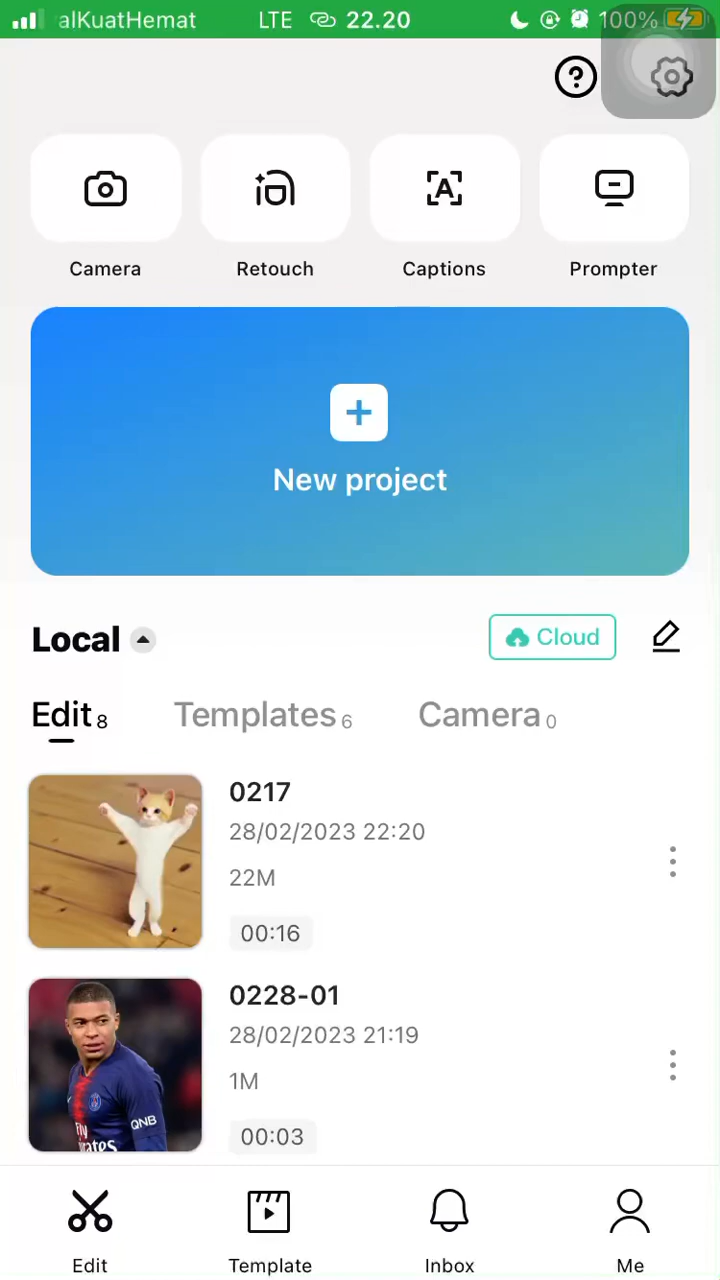 alKuatHemat LTE 22.20 100%
Camera Retouch Captions Prompter
New project
Local Cloud
Edit 8 Templates 6 Camera 0
0217
28/02/2023 22:20
22M
00:16
0228-01
28/02/2023 21:19
1M
QNB
Fly
00:03
Edit Template Inbox Me